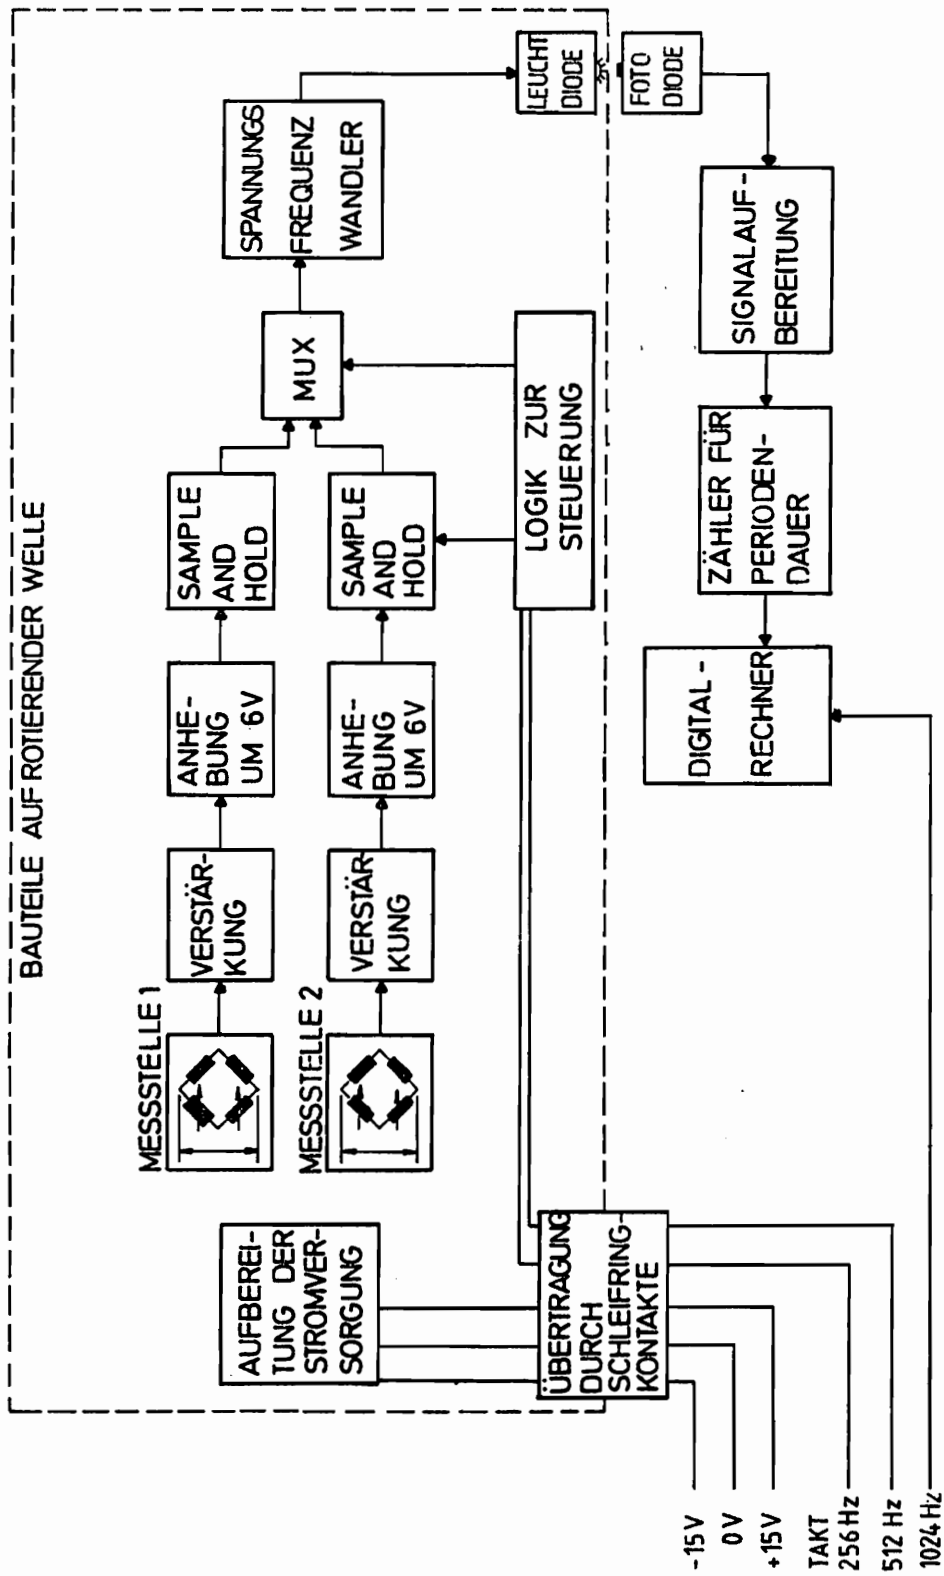 BAUTEILE AUF ROTIERENDER WELLE
MESSSTELLE 1
VERSTÄR-
KUNG
ANHE-
BUNG
UM 6V
SAMPLE
AND
HOLD
MESSSTELLE 2
VERSTÄR-
KUNG
ANHE-
BUNG
UM 6V
SAMPLE
AND
HOLD
MUX
SPANNUNGS
FREQUENZ
WANDLER
LEUCHT
DIODE
FOTO
DIODE
AUFBEREI-
TUNG DER
STROMVER-
SORGUNG
LOGIK ZUR
STEUERUNG
ÜBERTRAGUNG
DURCH
SCHLEIFRING-
KONTAKTE
DIGITAL-
RECHNER
ZÄHLER FÜR
PERIODEN-
DAUER
SIGNALAUF-
BEREITUNG
-15V
0V
+15V
TAKT
256 Hz
512 Hz
1024 Hz